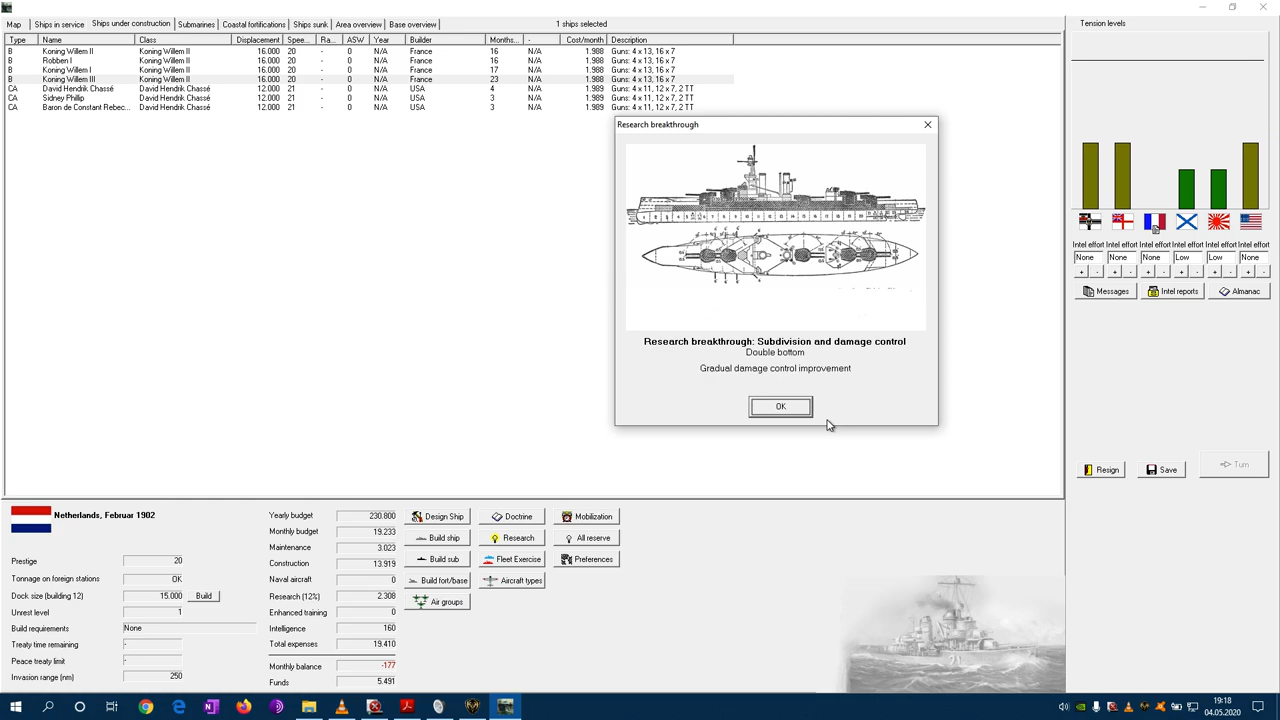 Map Ships in service Ships under construction Submarines Coastal fortifications Ships sunk Area overview Base overview 1 ships selected Tension levels
Type Name Class Displacement Spee... Ra... ASW Year Builder Months... - Cost/month Description
B Koning Willem II Koning Willem II 16.000 20 - 0 N/A France 16 N/A 1.988 Guns: 4 x 13, 16 x 7
B Robben I Koning Willem II 16.000 20 - 0 N/A France 16 N/A 1.988 Guns: 4 x 13, 16 x 7
B Koning Willem I Koning Willem II 16.000 20 - 0 N/A France 17 N/A 1.988 Guns: 4 x 13, 16 x 7
B Koning Willem III Koning Willem II 16.000 20 - 0 N/A France 23 N/A 1.988 Guns: 4 x 13, 16 x 7
CA David Hendrik Chassé David Hendrik Chassé 12.000 21 - 0 N/A USA 4 N/A 1.989 Guns: 4 x 11, 12 x 7, 2 TT
CA Sidney Phillip David Hendrik Chassé 12.000 21 - 0 N/A USA 3 N/A 1.989 Guns: 4 x 11, 12 x 7, 2 TT
CA Baron de Constant Rebec... David Hendrik Chassé 12.000 21 - 0 N/A USA 3 N/A 1.989 Guns: 4 x 11, 12 x 7, 2 TT
Research breakthrough
Research breakthrough: Subdivision and damage control
Double bottom
Gradual damage control improvement
OK
Intel effort Intel effort Intel effort Intel effort Intel effort Intel effort
None None None Low Low None
+ - + - + - + - + - + -
Messages Intel reports Almanac
Resign Save Turn
Netherlands, Februar 1902
Prestige 20
Tonnage on foreign stations OK
Dock size (building 12) 15.000 Build
Unrest level 1
Build requirements None
Treaty time remaining -
Peace treaty limit -
Invasion range (nm) 250
Yearly budget 230.800
Monthly budget 19.233
Maintenance 3.023
Construction 13.919
Naval aircraft 0
Research (12%) 2.308
Enhanced training 0
Intelligence 160
Total expenses 19.410
Monthly balance -177
Funds 5.491
Design Ship Doctrine Mobilization
Build ship Research All reserve
Build sub Fleet Exercise Preferences
Build fort/base Aircraft types
Air groups
71
19:18
04.05.2020